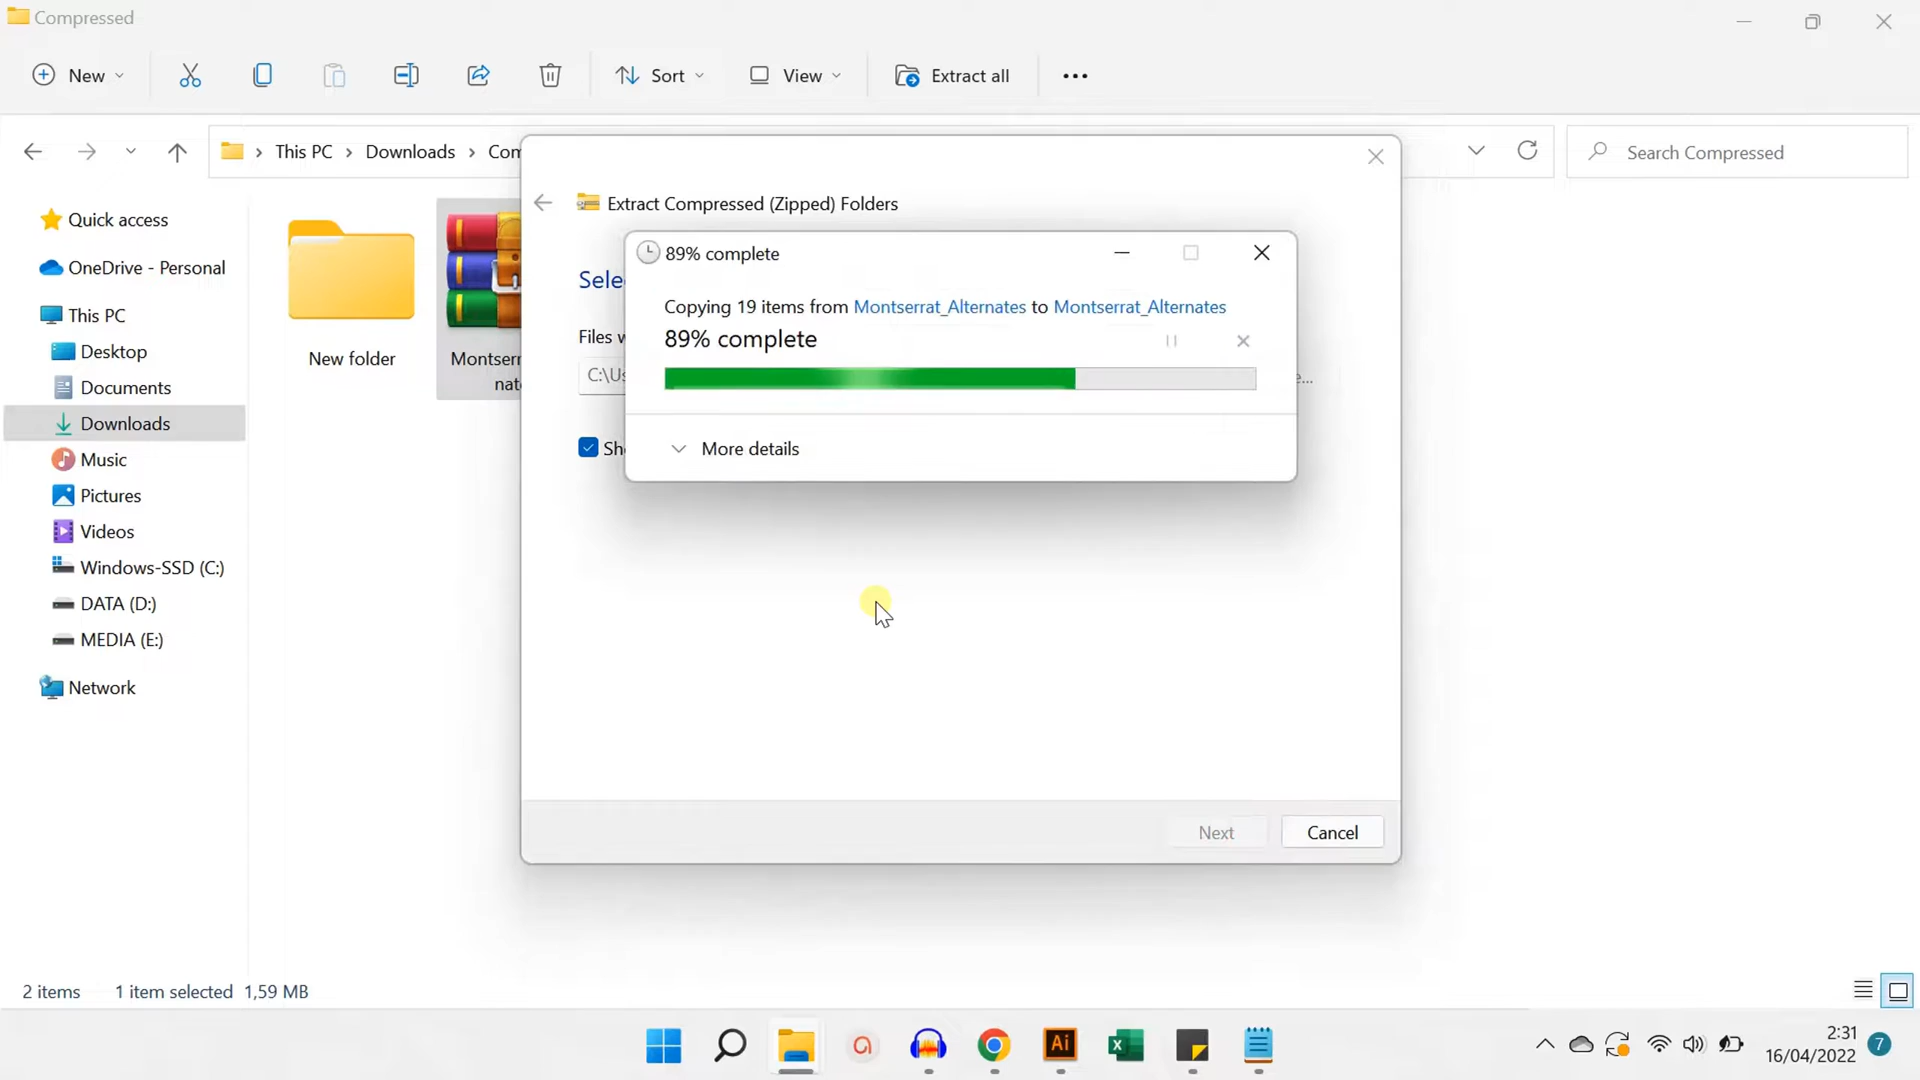 Compressed
New
Sort
View
Extract all
This PC
Downloads
Com
Search Compressed
Quick access
OneDrive - Personal
This PC
Desktop
Documents
Downloads
Music
Pictures
Videos
Windows-SSD (C:)
DATA (D:)
MEDIA (E:)
Network
New folder
Montserr
nate
Extract Compressed (Zipped) Folders
Sele
Files w
C:\Us
e...
Sh
89% complete
Copying 19 items from Montserrat_Alternates to Montserrat_Alternates
89% complete
More details
Next
Cancel
2 items
1 item selected 1,59 MB
Ai
2:31
16/04/2022
7